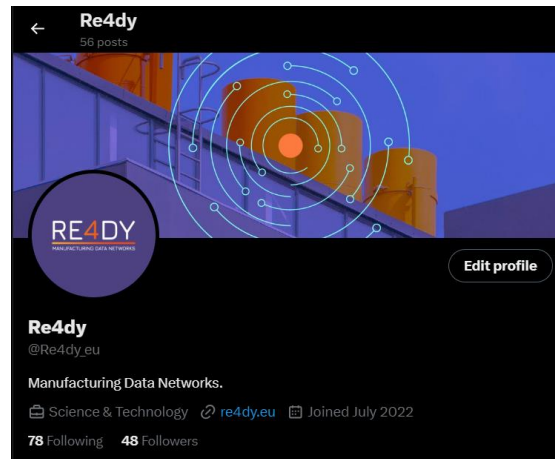 Re4dy
56 posts
RE4DY
MANUFACTURING DATA NETWORKS
Edit profile
Re4dy
@Re4dy_eu
Manufacturing Data Networks.
Science & Technology re4dy.eu Joined July 2022
78 Following 48 Followers